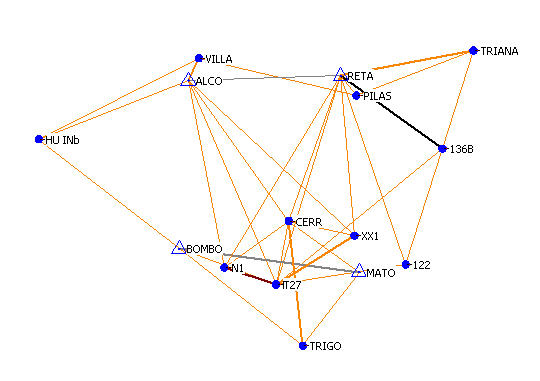 TRIANA
VILLA
RETA
ALCO
PILAS
HU INb
136B
CERR
XX1
BOMBO
122
N1
MATO
IT27
TRIGO